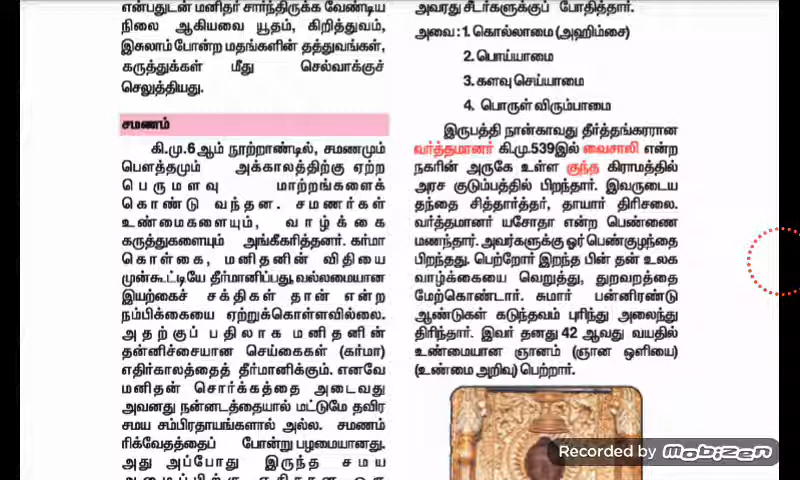 என்பதுடன் மனிதர் சார்ந்திருக்க வேண்டிய
நிலை ஆகியவை யூதம், கிறித்துவம்,
இசுலாம் போன்ற மதங்களின் தத்துவங்கள்,
கருத்துக்கள் மீது செல்வாக்குச்
செலுத்தியது.
சமணம்
கி.மு.6ஆம் நூற்றாண்டில், சமணமும்
பௌத்தமும் அக்காலத்திற்கு ஏற்ற
பெருமளவு மாற்றங்களைக்
கொண்டு வந்தன. சமணர்கள்
உண்மைகளையும், வாழ்க்கை
கருத்துகளையும் அங்கீகரித்தனர். கர்மா
கொள்கை, மனிதனின் விதியை
முன்கூட்டியே தீர்மானிப்பது, வல்லமையான
இயற்கைச் சக்திகள் தான் என்ற
நம்பிக்கையை ஏற்றுக்கொள்ளவில்லை.
அதற்குப் பதிலாக மனிதனின்
தன்னிச்சையான செய்கைகள் (கர்மா)
எதிர்காலத்தைத் தீர்மானிக்கும். எனவே
மனிதன் சொர்க்கத்தை அடைவது
அவனது நன்னடத்தையால் மட்டுமே தவிர
சமய சம்பிரதாயங்களால் அல்ல. சமணம்
ரிக்வேதத்தைப் போன்று பழமையானது.
அது அப்போது இருந்த சமய
அவரது சீடர்களுக்குப் போதித்தார்.
அவை : 1. கொல்லாமை (அஹிம்சை)
2. பொய்யாமை
3. களவு செய்யாமை
4. பொருள் விரும்பாமை
இருபத்தி நான்காவது தீர்த்தங்கரரான
வர்த்தமானர் கி.மு.539இல் வைசாலி என்ற
நகரின் அருகே உள்ள குந்த கிராமத்தில்
அரச குடும்பத்தில் பிறந்தார். இவருடைய
தந்தை சித்தார்த்தர், தாயார் திரிசலை.
வர்த்தமானர் யசோதா என்ற பெண்ணை
மணந்தார். அவர்களுக்கு ஓர் பெண்குழந்தை
பிறந்தது. பெற்றோர் இறந்த பின் தன் உலக
வாழ்க்கையை வெறுத்து, துறவறத்தை
மேற்கொண்டார். சுமார் பன்னிரண்டு
ஆண்டுகள் கடுந்தவம் புரிந்து அலைந்து
திரிந்தார். இவர் தனது 42 ஆவது வயதில்
உண்மையான ஞானம் (ஞான ஒளியை)
(உண்மை அறிவு) பெற்றார்.
Recorded by mobizen